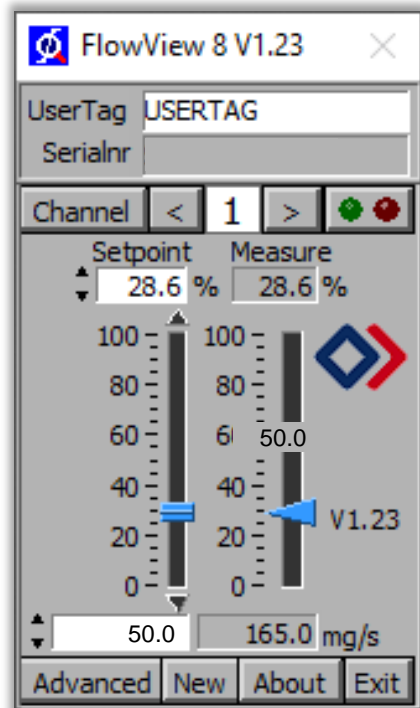 FlowView 8 V1.23
UserTag USERTAG
Serialnr
Channel < 1 >
Setpoint Measure
28.6 % 28.6 %
100 100
80 80
60 6 50.0
40 40
V1.23
20 20
0 0
50.0 165.0 mg/s
Advanced New About Exit